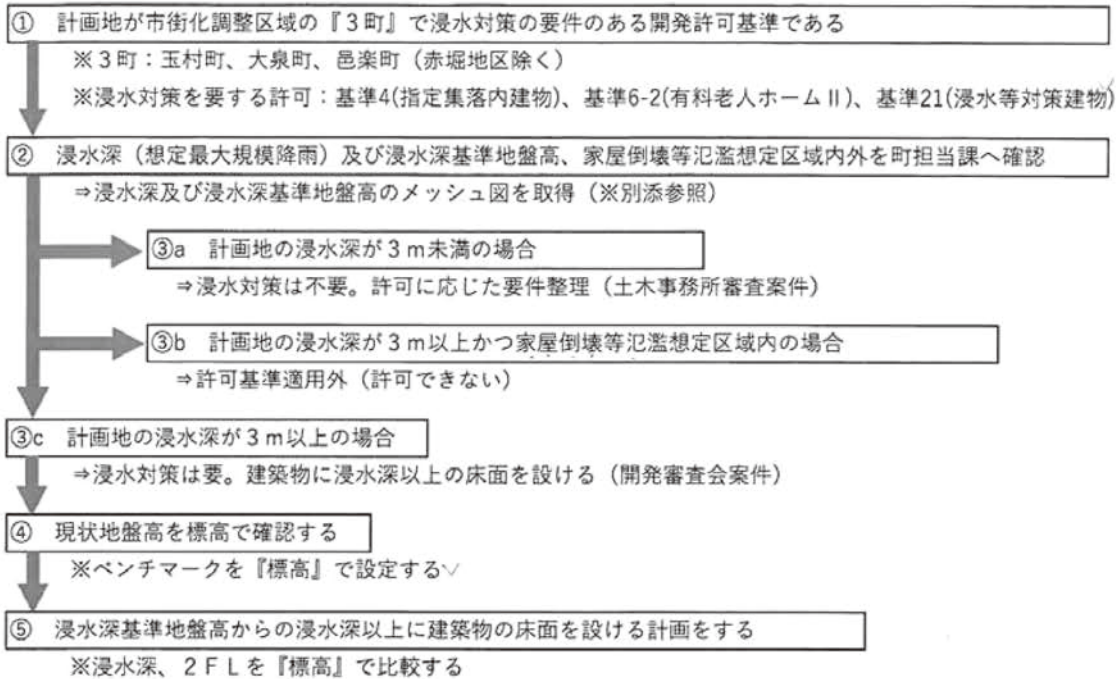 ① 計画地が市街化調整区域の『3町』で浸水対策の要件のある開発許可基準である
※3町：玉村町、大泉町、邑楽町（赤堀地区除く）
※浸水対策を要する許可：基準4(指定集落内建物)、基準6-2(有料老人ホームⅡ)、基準21(浸水等対策建物)
② 浸水深（想定最大規模降雨）及び浸水深基準地盤高、家屋倒壊等氾濫想定区域内外を町担当課へ確認
⇒浸水深及び浸水深基準地盤高のメッシュ図を取得（※別添参照）
③a 計画地の浸水深が3m未満の場合
⇒浸水対策は不要。許可に応じた要件整理（土木事務所審査案件）
③b 計画地の浸水深が3m以上かつ家屋倒壊等氾濫想定区域内の場合
⇒許可基準適用外（許可できない）
③c 計画地の浸水深が3m以上の場合
⇒浸水対策は要。建築物に浸水深以上の床面を設ける（開発審査会案件）
④ 現状地盤高を標高で確認する
※ベンチマークを『標高』で設定する
⑤ 浸水深基準地盤高からの浸水深以上に建築物の床面を設ける計画をする
※浸水深、2FLを『標高』で比較する